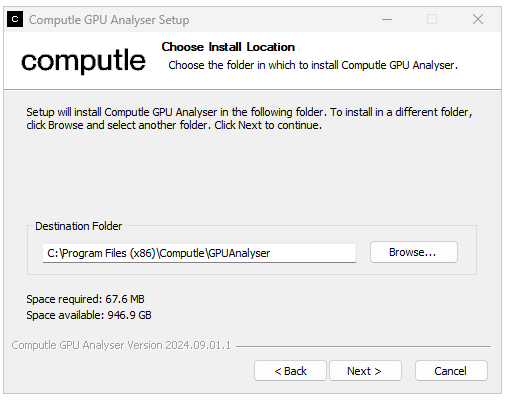 C Computle GPU Analyser Setup
computle
Choose Install Location
Choose the folder in which to install Computle GPU Analyser.
Setup will install Computle GPU Analyser in the following folder. To install in a different folder,
click Browse and select another folder. Click Next to continue.
Destination Folder
C:\Program Files (x86)\Computle\GPUAnalyser
Browse...
Space required: 67.6 MB
Space available: 946.9 GB
Computle GPU Analyser Version 2024.09.01.1
< Back
Next >
Cancel